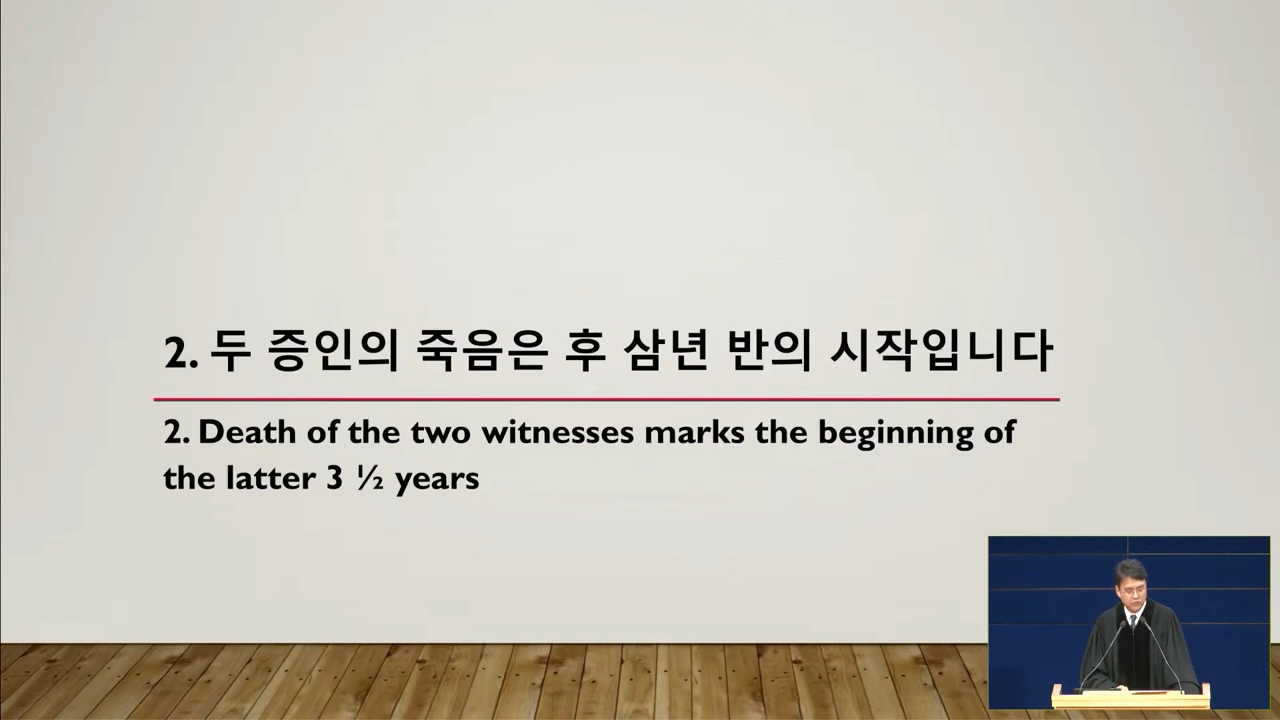 2. 두 증인의 죽음은 후 삼년 반의 시작입니다
2. Death of the two witnesses marks the beginning of
the latter 3 ½ years